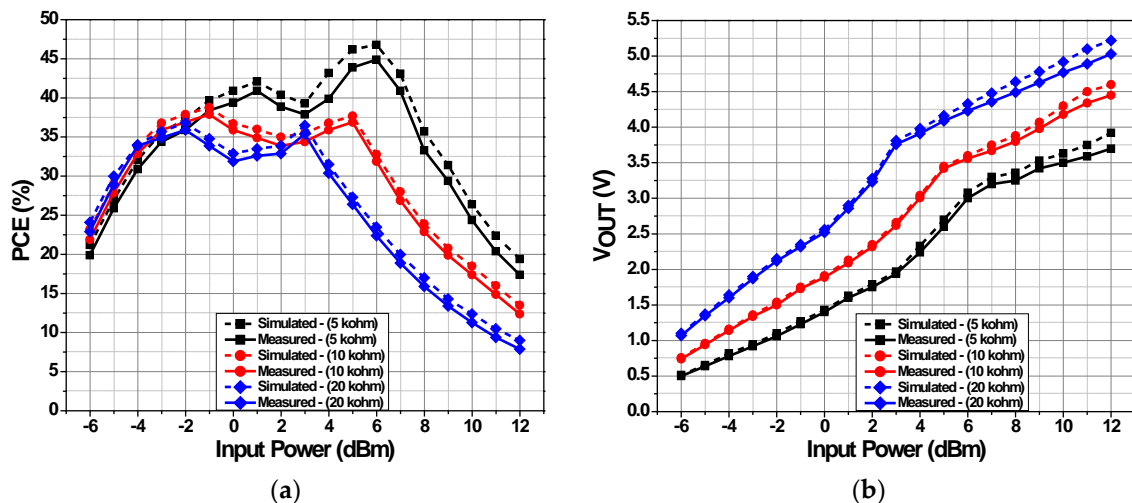 50
45
40
35
30
25
20
15
10
5
0
PCE (%)
Simulated - (5 kohm)
Measured - (5 kohm)
Simulated - (10 kohm)
Measured - (10 kohm)
Simulated - (20 kohm)
Measured - (20 kohm)
-6 -4 -2 0 2 4 6 8 10 12
Input Power (dBm)
(a)
5.5
5.0
4.5
4.0
3.5
3.0
2.5
2.0
1.5
1.0
0.5
0.0
VOUT (V)
Simulated - (5 kohm)
Measured - (5 kohm)
Simulated - (10 kohm)
Measured - (10 kohm)
Simulated - (20 kohm)
Measured - (20 kohm)
-6 -4 -2 0 2 4 6 8 10 12
Input Power (dBm)
(b)